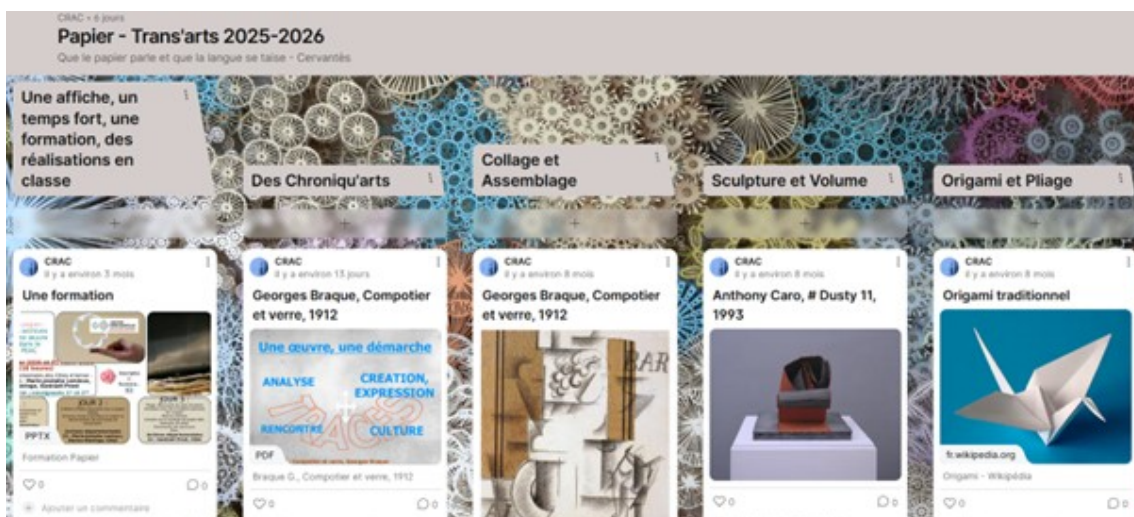 CRAC • 6 jours
Papier - Trans'arts 2025-2026
Que le papier parle et que la langue se taise - Cervantès
Une affiche, un
temps fort, une
formation, des
réalisations en
classe
Des Chroniqu'arts
Collage et
Assemblage
Sculpture et Volume
Origami et Pliage
CRAC
il y a environ 3 mois
Une formation
JOUR 2
JOUR 3
PPTX
Formation Papier
0
0
Ajouter un commentaire
CRAC
il y a environ 13 jours
Georges Braque, Compotier
et verre, 1912
Une œuvre, une démarche
ANALYSE
CREATION,
EXPRESSION
TRACES
RENCONTRE
CULTURE
PDF
Braque G., Compotier et verre, 1912
0
0
CRAC
il y a environ 8 mois
Georges Braque, Compotier
et verre, 1912
BAR
CRAC
il y a environ 8 mois
Anthony Caro, # Dusty 11,
1993
0
0
CRAC
il y a environ 8 mois
Origami traditionnel
fr.wikipedia.org
Origami - Wikipédia
0
0